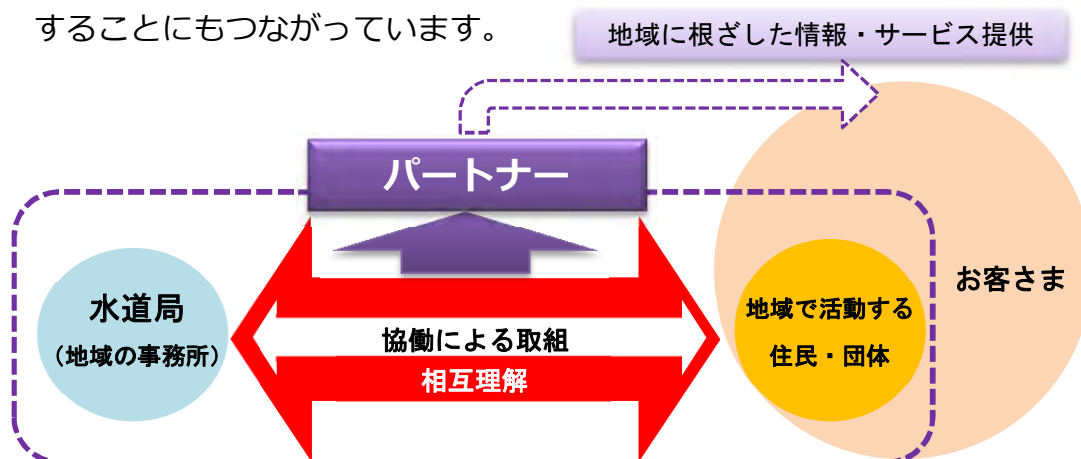 することにもつながっています。
地域に根ざした情報・サービス提供
パートナー
水道局
（地域の事務所）
協働による取組
相互理解
地域で活動する
住民・団体
お客さま